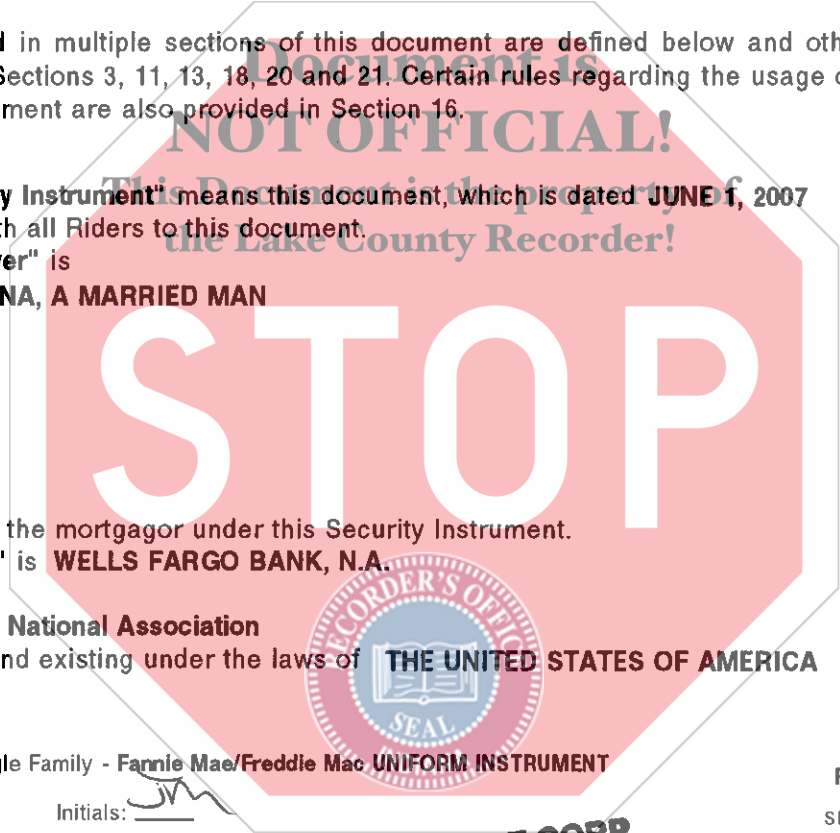 in multiple sections of this document are defined below and
Sections 3, 11, 13, 18, 20 and 21. Certain rules regarding the usage
are also provided in Section 16.
Document is
NOT OFFICIAL!
This Document is the property of
the Lake County Recorder!
Instrument" means this document, which is dated JUNE 1, 2007
all Riders to this document.
is
NA, A MARRIED MAN
STOP
the mortgagor under this Security Instrument.
is WELLS FARGO BANK, N.A.
National Association
existing under the laws of THE UNITED STATES OF AMERICA
RECORDER'S OFFICE
SEAL
Family - Fannie Mae/Freddie Mac UNIFORM INSTRUMENT
Initials:
CORP